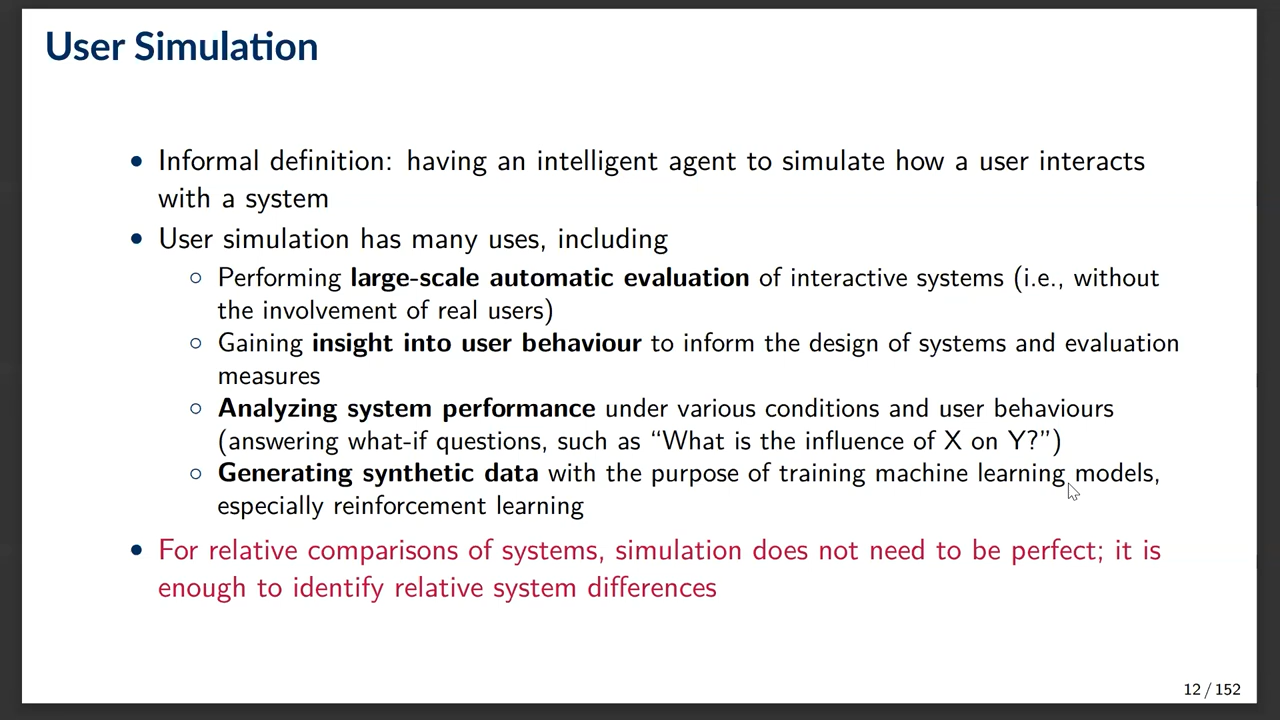 User Simulation
• Informal definition: having an intelligent agent to simulate how a user interacts
with a system
• User simulation has many uses, including
◦ Performing large-scale automatic evaluation of interactive systems (i.e., without
the involvement of real users)
◦ Gaining insight into user behaviour to inform the design of systems and evaluation
measures
◦ Analyzing system performance under various conditions and user behaviours
(answering what-if questions, such as “What is the influence of X on Y?”)
◦ Generating synthetic data with the purpose of training machine learning models,
especially reinforcement learning
• For relative comparisons of systems, simulation does not need to be perfect; it is
enough to identify relative system differences
12 / 152